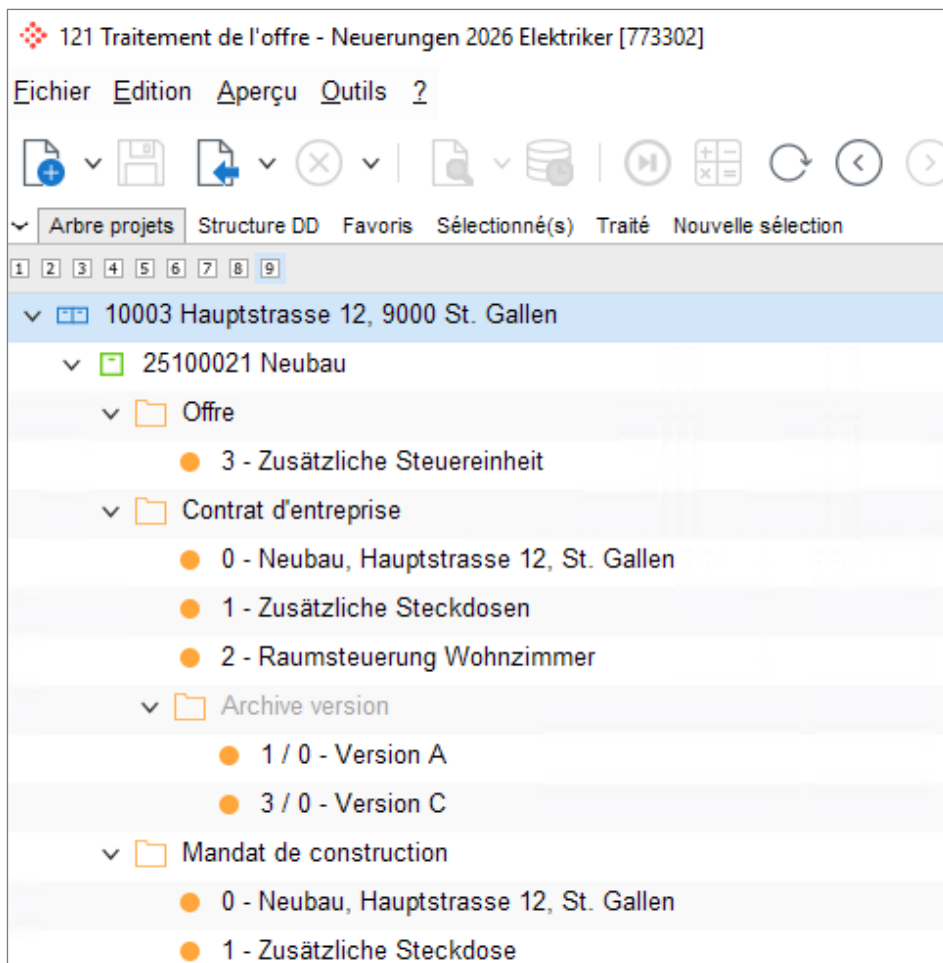 121 Traitement de l'offre - Neuerungen 2026 Elektriker [773302]
Fichier Edition Aperçu Outils ?
Arbre projets Structure DD Favoris Sélectionné(s) Traité Nouvelle sélection
1 2 3 4 5 6 7 8 9
10003 Hauptstrasse 12, 9000 St. Gallen
25100021 Neubau
Offre
3 - Zusätzliche Steuereinheit
Contrat d'entreprise
0 - Neubau, Hauptstrasse 12, St. Gallen
1 - Zusätzliche Steckdosen
2 - Raumsteuerung Wohnzimmer
Archive version
1 / 0 - Version A
3 / 0 - Version C
Mandat de construction
0 - Neubau, Hauptstrasse 12, St. Gallen
1 - Zusätzliche Steckdose